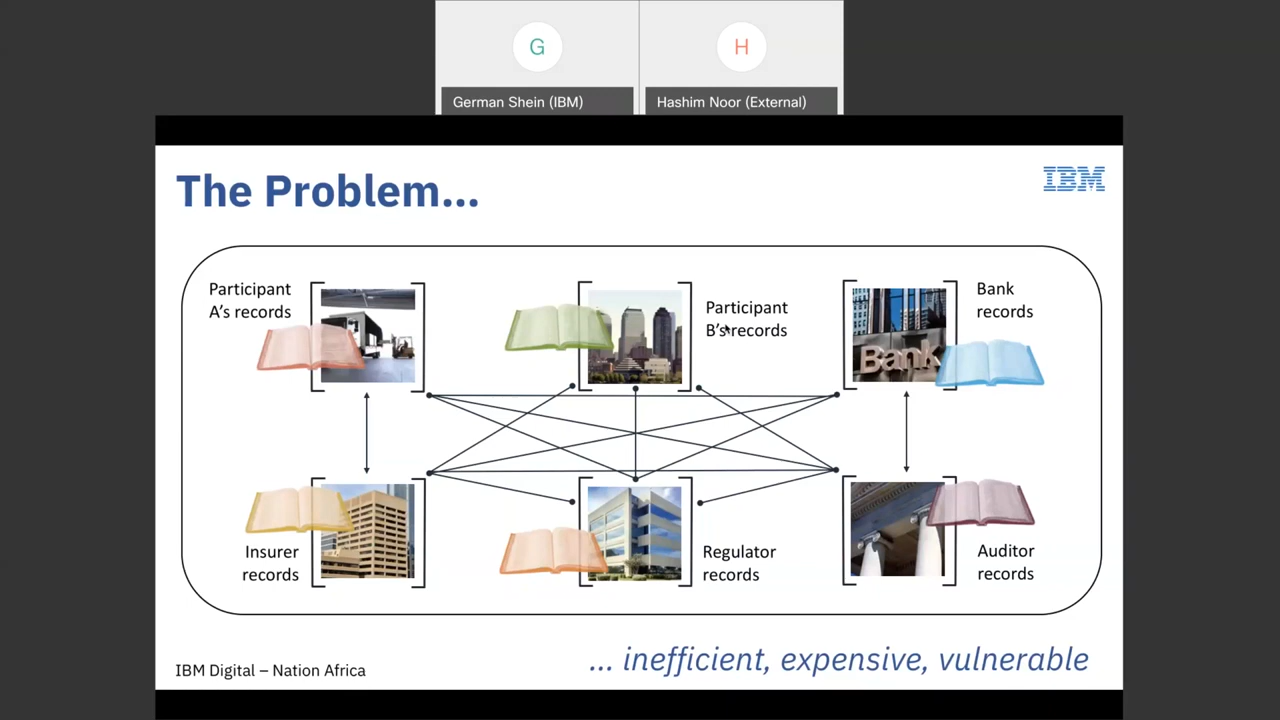 G
H
German Shein (IBM)
Hashim Noor (External)
The Problem...
IBM
Participant
A's records
Participant
B's records
Bank
records
Bank
Insurer
records
Regulator
records
Auditor
records
... inefficient, expensive, vulnerable
IBM Digital – Nation Africa